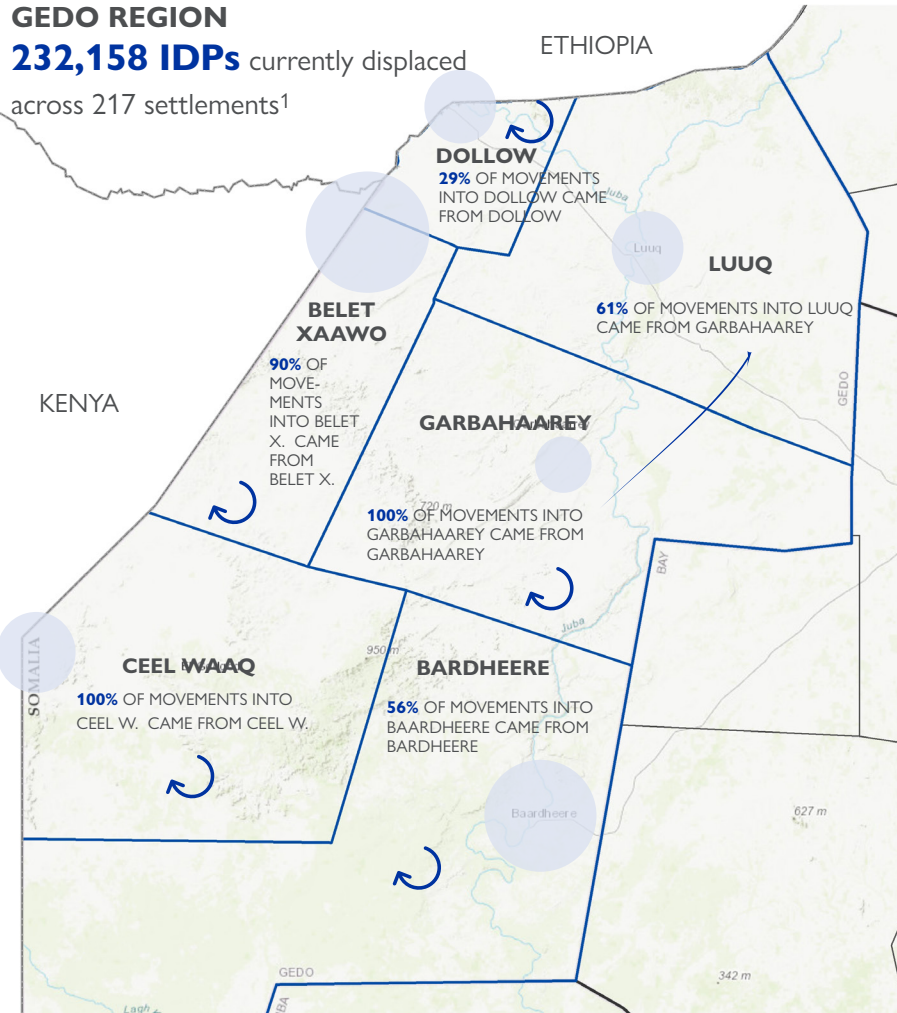 GEDO REGION
232,158 IDPs currently displaced
across 217 settlements¹
ETHIOPIA
DOLLOW
29% OF MOVEMENTS
INTO DOLLOW CAME
FROM DOLLOW
Juba
Luuq
LUUQ
61% OF MOVEMENTS INTO LUUQ
CAME FROM GARBAHAAREY
BELET
XAAWO
90% OF
MOVE-
MENTS
INTO BELET
X. CAME
FROM
BELET X.
KENYA
GEDO
GARBAHAAREY
720 m
100% OF MOVEMENTS INTO
GARBAHAAREY CAME FROM
GARBAHAAREY
BAY
Juba
950 m
SOMALIA
CEEL WAAQ
100% OF MOVEMENTS INTO
CEEL W. CAME FROM CEEL W.
BARDHEERE
56% OF MOVEMENTS INTO
BAARDHEERE CAME FROM
BARDHEERE
Baardheere
627 m
GEDO
342 m
Lagh